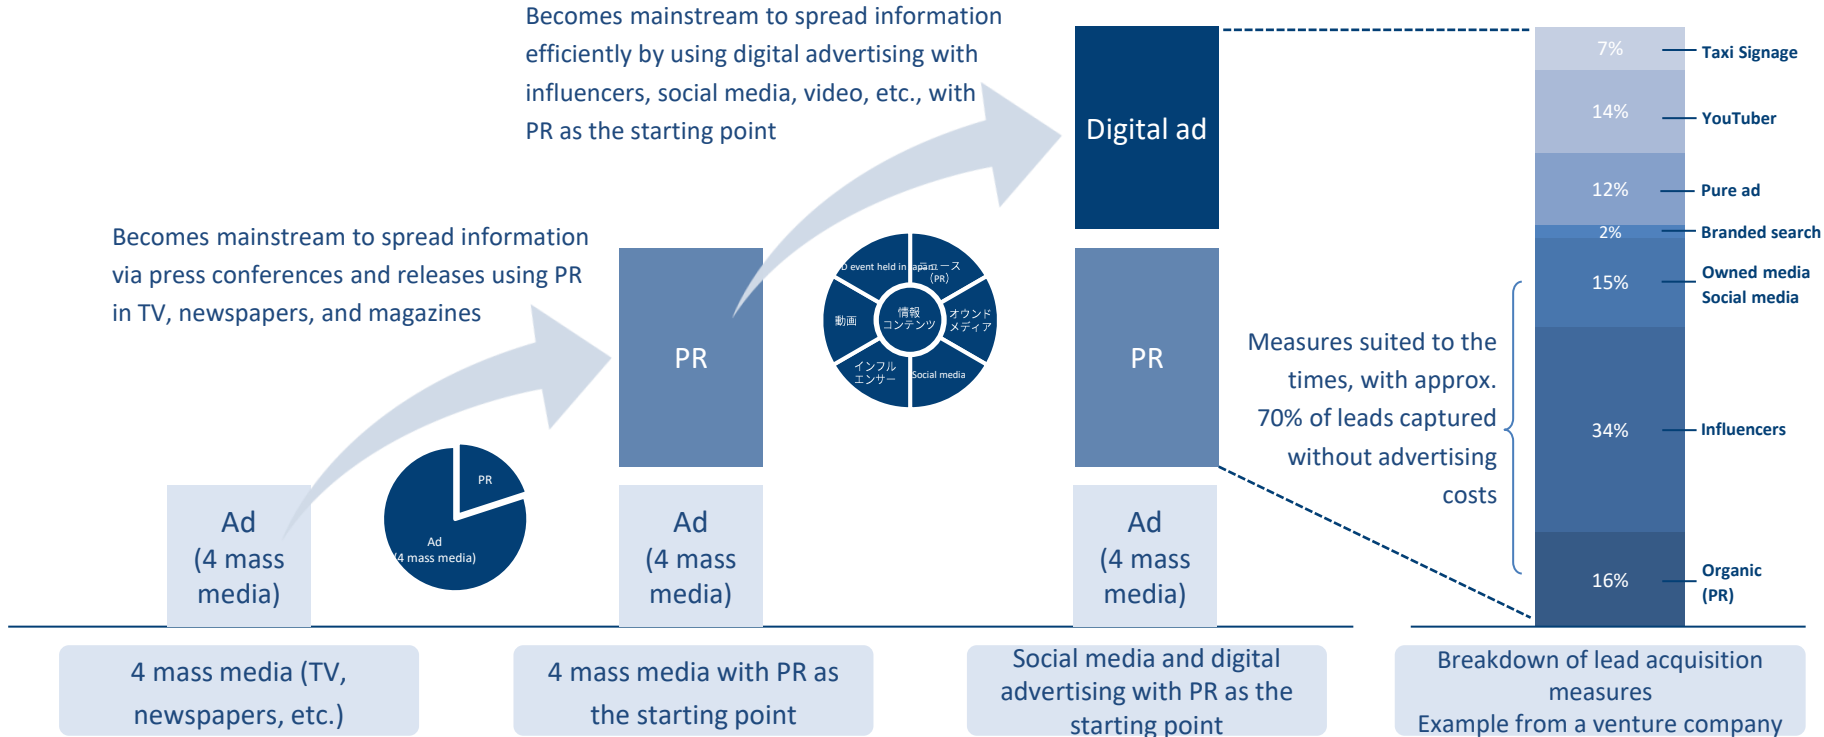 Becomes mainstream to spread information
efficiently by using digital advertising with
influencers, social media, video, etc., with
PR as the starting point
Becomes mainstream to spread information
via press conferences and releases using PR
in TV, newspapers, and magazines
Ad
(4 mass
media)
PR
Ad
(4 mass media)
PR
Ad
(4 mass
media)
D event held in Japan
ニュース
(PR)
動画
情報
コンテンツ
オウンド
メディア
インフル
エンサー
Social media
Digital ad
PR
Ad
(4 mass
media)
Measures suited to the
times, with approx.
70% of leads captured
without advertising
costs
7%
Taxi Signage
14%
YouTuber
12%
Pure ad
2%
Branded search
15%
Owned media
Social media
34%
Influencers
16%
Organic
(PR)
4 mass media (TV,
newspapers, etc.)
4 mass media with PR as
the starting point
Social media and digital
advertising with PR as the
starting point
Breakdown of lead acquisition
measures
Example from a venture company